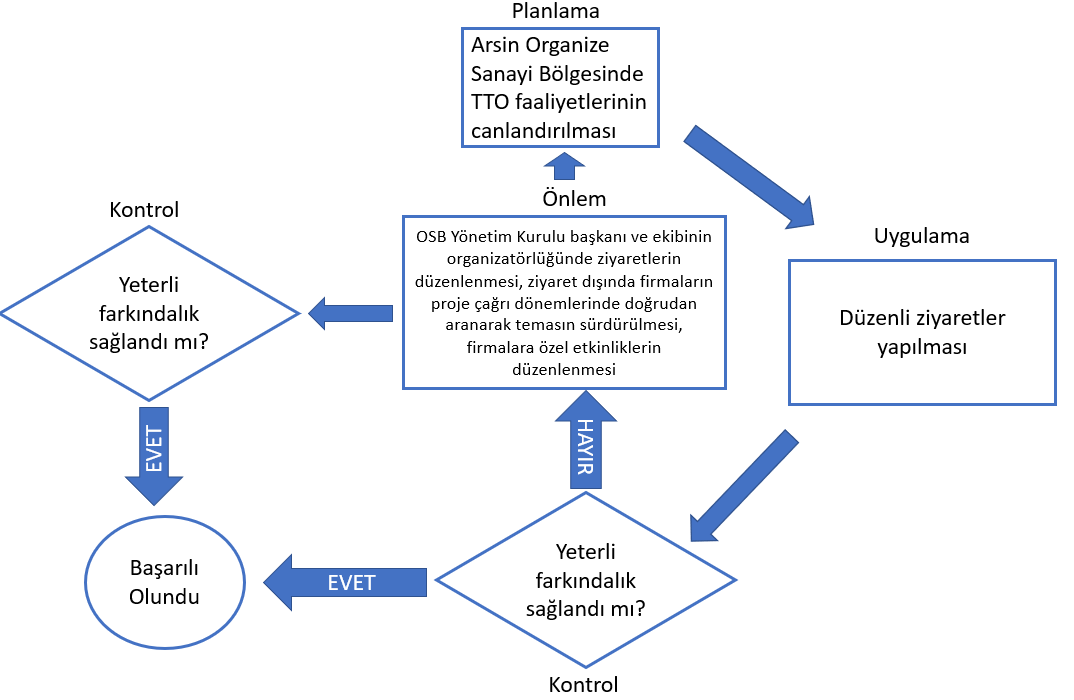 Planlama
Arsin Organize
Sanayi Bölgesinde
TTO faaliyetlerinin
canlandırılması
Uygulama
Düzenli ziyaretler
yapılması
Kontrol
Yeterli
farkındalık
sağlandı mı?
HAYIR
EVET
Önlem
OSB Yönetim Kurulu başkanı ve ekibinin
organizatörlüğünde ziyaretlerin
düzenlenmesi, ziyaret dışında firmaların
proje çağrı dönemlerinde doğrudan
aranarak temasın sürdürülmesi,
firmalara özel etkinliklerin
düzenlenmesi
Kontrol
Yeterli
farkındalık
sağlandı mı?
EVET
Başarılı
Olundu